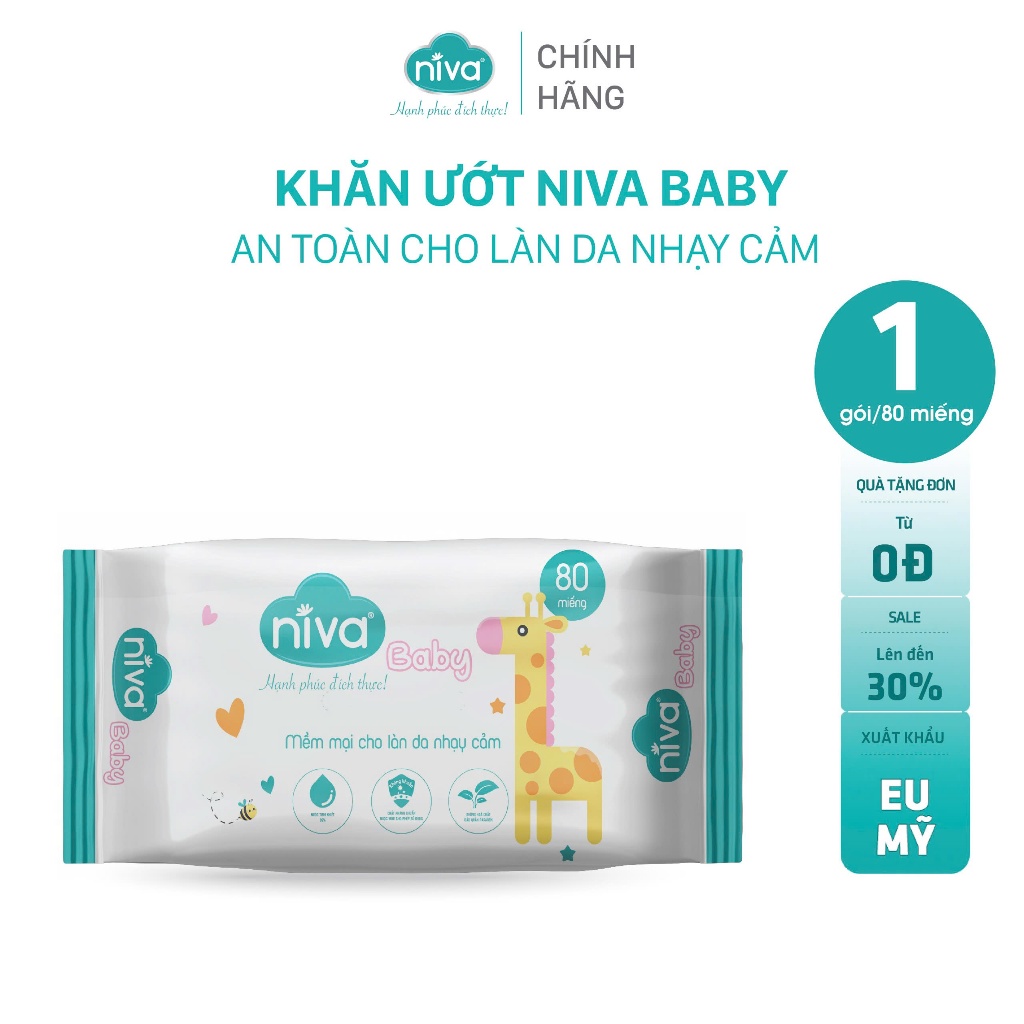 niva
Hạnh phúc đích thực!
CHÍNH
HÃNG
KHĂN ƯỚT NIVA BABY
AN TOÀN CHO LÀN DA NHẠY CẢM
1
gói/80 miếng
QUÀ TẶNG ĐƠN
Từ
0Đ
SALE
Lên đến
30%
XUẤT KHẨU
EU
MỸ
80
miếng
niva®
Baby
Hạnh phúc đích thực!
Mềm mại cho làn da nhạy cảm
niva
Baby
niva
Baby